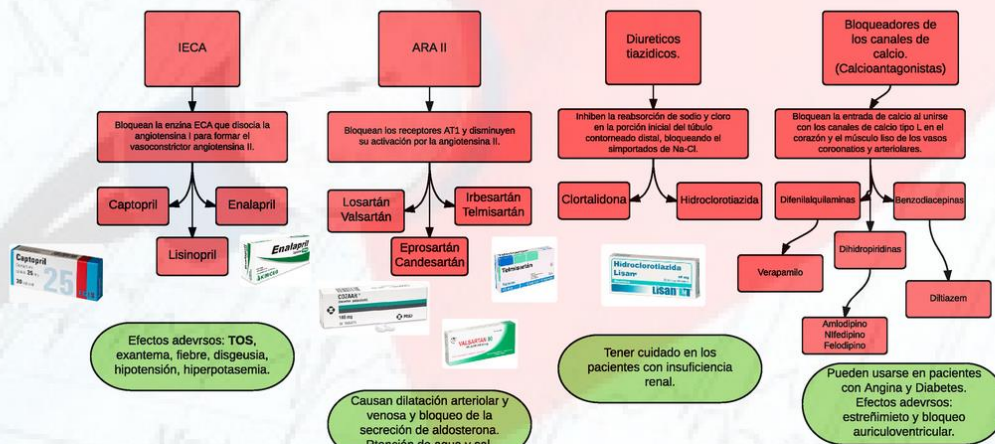 IECA
Bloquean la enzina ECA que disocia la
angiotensina I para formar el
vasoconstrictor angiotensina II.
Captopril
Enalapril
Lisinopril
Captopril
25
Enalapril
Efectos adevrsos: TOS,
exantema, fiebre, disgeusia,
hipotensión, hiperpotasemia.
ARA II
Bloquean los receptores AT1 y disminuyen
su activación por la angiotensina II.
Losartán
Valsartán
Irbesartán
Telmisartán
Eprosartán
Candesartán
COZAAR
Telmisartán
VALSARTAN
Causan dilatación arteriolar y
venosa y bloqueo de la
secreción de aldosterona.
Diureticos
tiazidicos.
Inhiben la reabsorción de sodio y cloro
en la porción inicial del túbulo
contorneado distal, bloqueando el
simportados de Na-Cl.
Clortalidona
Hidroclorotiazida
Hidroclorotiazida
Lisan
LISAN
Tener cuidado en los
pacientes con insuficiencia
renal.
Bloqueadores de
los canales de
calcio.
(Calcioantagonistas)
Bloquean la entrada de calcio al unirse
con los canales de calcio tipo L en el
corazón y el músculo liso de los vasos
coroonatios y arteriolares.
Difenilalquilaminas
Benzodiacepinas
Dihidropiridinas
Verapamilo
Diltiazem
Amlodipino
Nifedipino
Felodipino
Pueden usarse en pacientes
con Angina y Diabetes.
Efectos adevrsos:
estreñimieto y bloqueo
auriculoventricular.